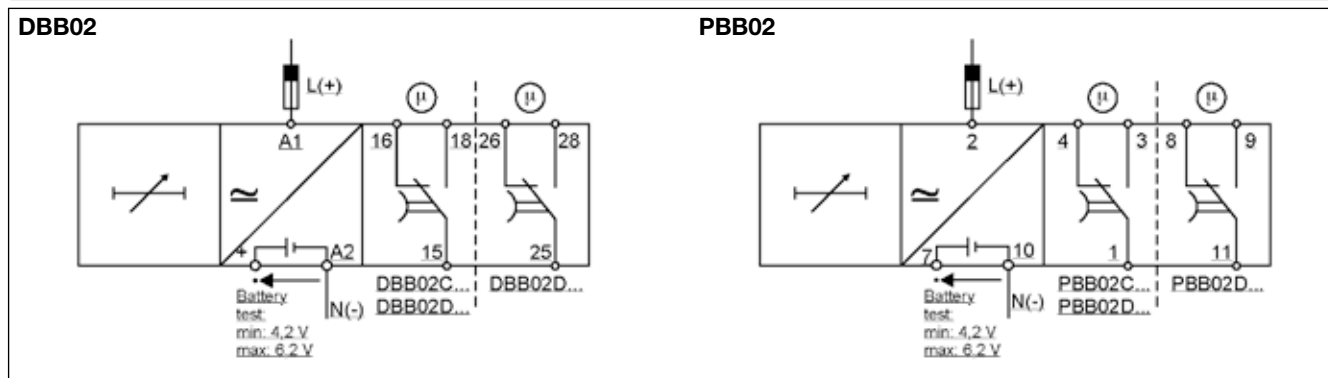 DBB02
L(+)
μ μ
A1 16 18 26 28
≃
+ A2 15 25
DBB02C... DBB02D...
DBB02D...
Battery
test:
min: 4,2 V
max: 6,2 V
N(-)
PBB02
L(+)
μ μ
2 4 3 8 9
≃
7 10 1 11
PBB02C... PBB02D...
PBB02D...
Battery
test:
min: 4,2 V
max: 6,2 V
N(-)